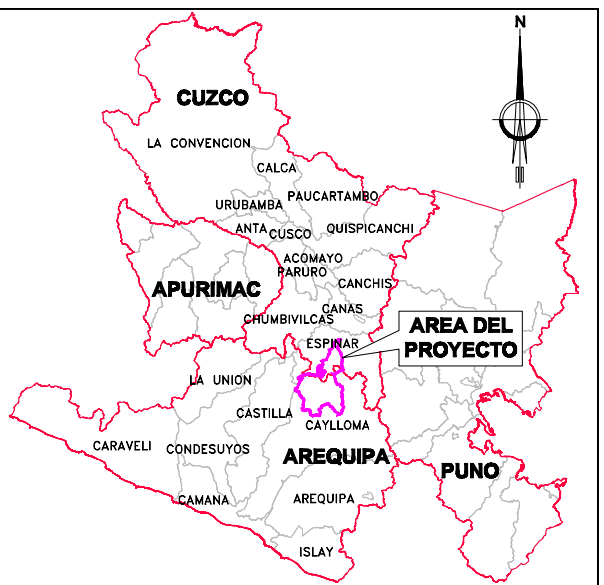 N
CUZCO
LA CONVENCION
CALCA
PAUCARTAMBO
URUBAMBA
ANTA
CUSCO
QUISPICANCHI
ACOMAYO
PARURO
CANCHIS
APURIMAC
CANAS
CHUMBIVILCAS
AREA DEL
PROYECTO
ESPINAR
LA UNION
CASTILLA
CAYLLOMA
CARAVELI
CONDESUYOS
AREQUIPA
PUNO
CAMANA
AREQUIPA
ISLAY